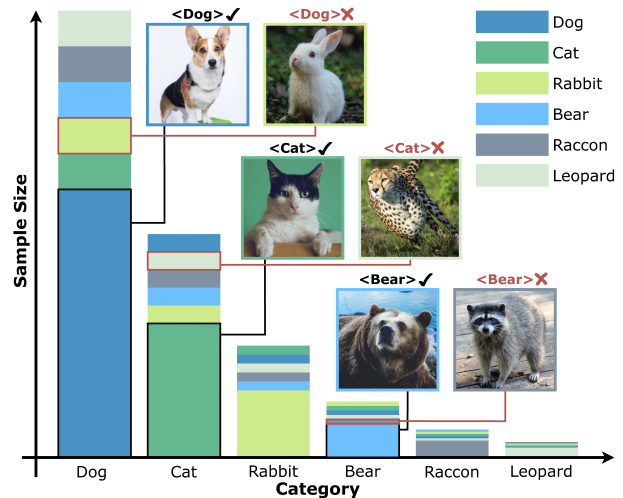 <Dog>✓
<Dog>✗
Dog
Cat
Rabbit
Bear
Raccon
Leopard
<Cat>✓
<Cat>✗
<Bear>✓
<Bear>✗
Sample Size
Dog
Cat
Rabbit
Bear
Raccon
Leopard
Category